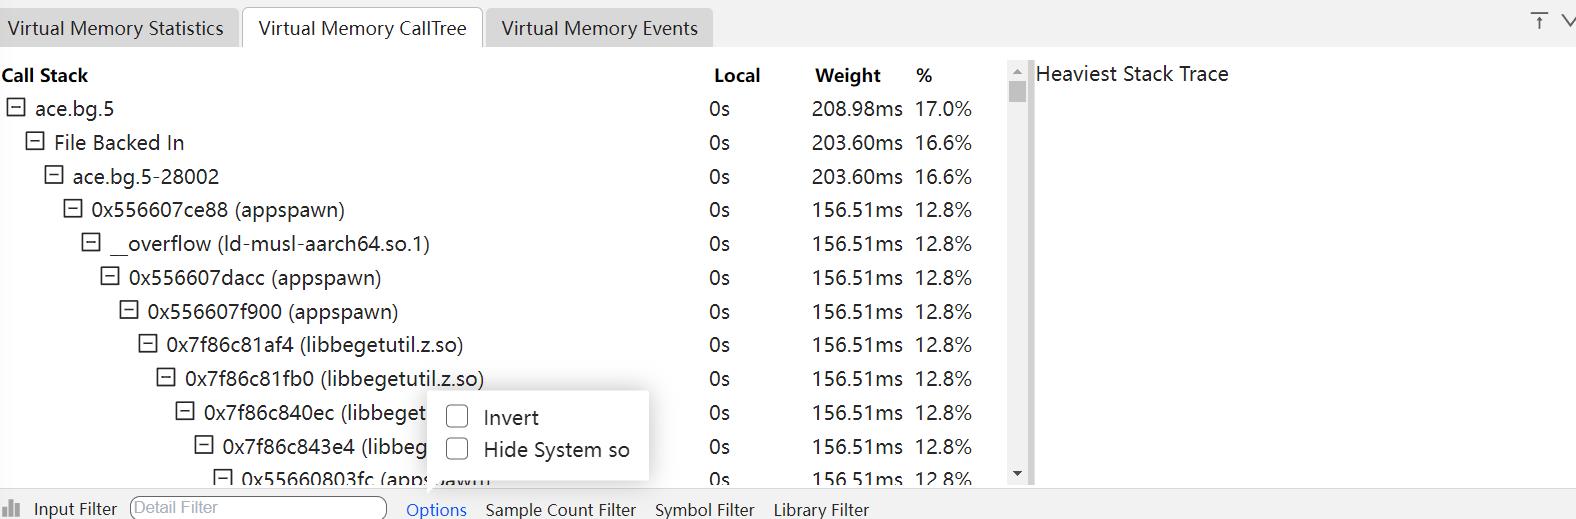 Virtual Memory Statistics Virtual Memory CallTree Virtual Memory Events
Call Stack Local Weight % Heaviest Stack Trace
ace.bg.5 0s 208.98ms 17.0%
File Backed In 0s 203.60ms 16.6%
ace.bg.5-28002 0s 203.60ms 16.6%
0x556607ce88 (appspawn) 0s 156.51ms 12.8%
__overflow (ld-musl-aarch64.so.1) 0s 156.51ms 12.8%
0x556607dacc (appspawn) 0s 156.51ms 12.8%
0x556607f900 (appspawn) 0s 156.51ms 12.8%
0x7f86c81af4 (libbegetutil.z.so) 0s 156.51ms 12.8%
0x7f86c81fb0 (libbegetutil.z.so) 0s 156.51ms 12.8%
0x7f86c840ec (libbeget 0s 156.51ms 12.8%
0x7f86c843e4 (libbeg 0s 156.51ms 12.8%
0x55660803fc (appspawn) 0s 156.51ms 12.8%
Invert
Hide System so
Input Filter Detail Filter Options Sample Count Filter Symbol Filter Library Filter